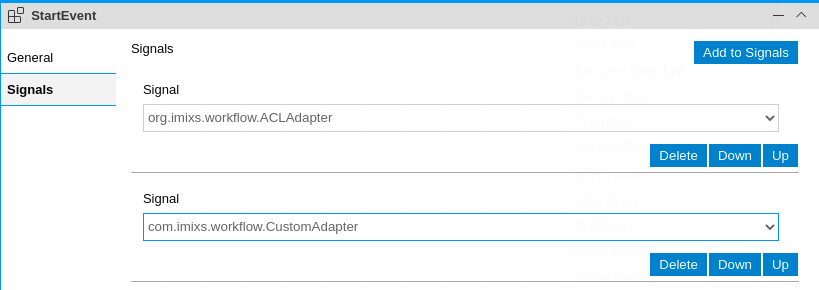 StartEvent
General
Signals
Signals
Add to Signals
Signal
org.imixs.workflow.ACLAdapter
Delete Down Up
Signal
com.imixs.workflow.CustomAdapter
Delete Down Up